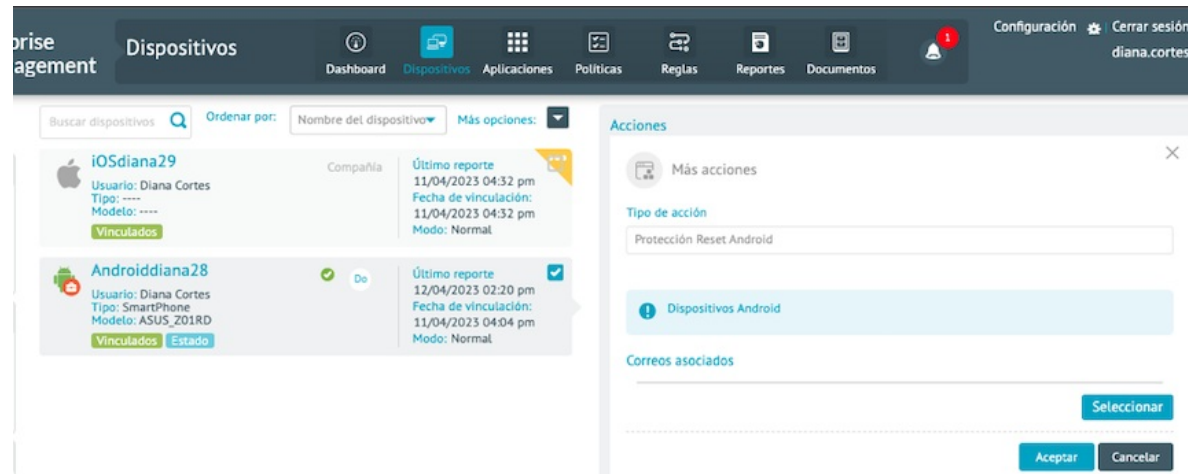 prise
agement
Dispositivos
Dashboard
Dispositivos
Aplicaciones
Políticas
Reglas
Reportes
Documentos
1
Configuración
Cerrar sesión
diana.cortes
Buscar dispositivos
Ordenar por:
Nombre del dispositivo
Más opciones:
iOSdiana29
Compañía
Usuario: Diana Cortes
Tipo: ----
Modelo: ----
Vinculados
Último reporte
11/04/2023 04:32 pm
Fecha de vinculación:
11/04/2023 04:32 pm
Modo: Normal
Androiddiana28
Do
Usuario: Diana Cortes
Tipo: SmartPhone
Modelo: ASUS_Z01RD
Vinculados Estado
Último reporte
12/04/2023 02:20 pm
Fecha de vinculación:
11/04/2023 04:04 pm
Modo: Normal
Acciones
Más acciones
Tipo de acción
Protección Reset Android
Dispositivos Android
Correos asociados
Seleccionar
Aceptar
Cancelar